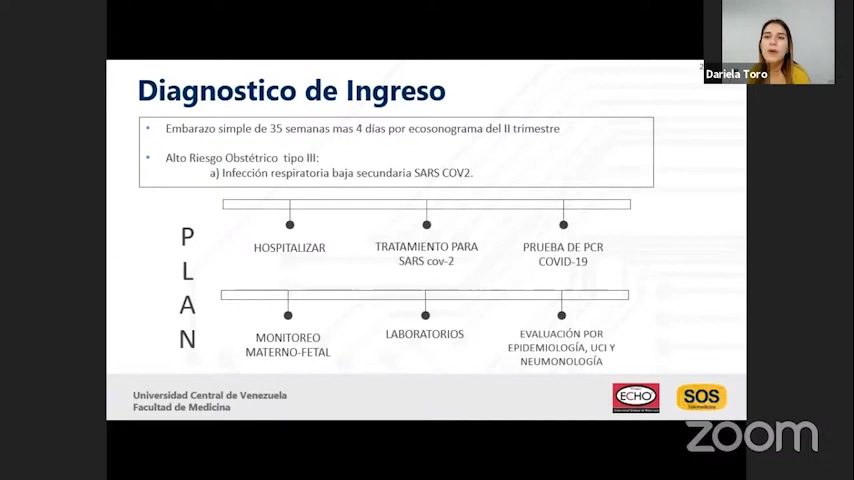 Dariela Toro
Diagnostico de Ingreso
• Embarazo simple de 35 semanas mas 4 días por ecosonograma del II trimestre
• Alto Riesgo Obstétrico tipo III:
a) Infección respiratoria baja secundaria SARS COV2.
PLAN
HOSPITALIZAR
TRATAMIENTO PARA
SARS cov-2
PRUEBA DE PCR
COVID-19
MONITOREO
MATERNO-FETAL
LABORATORIOS
EVALUACIÓN POR
EPIDEMIOLOGÍA, UCI Y
NEUMONOLOGÍA
Universidad Central de Venezuela
Facultad de Medicina
ECHO
SOS
Telemedicina
zoom